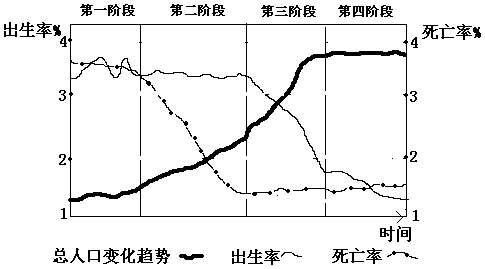 第一阶段 第二阶段 第三阶段 第四阶段
出生率% 死亡率%
4 4
3 3
2 2
1 1
时间
总人口变化趋势 出生率 死亡率